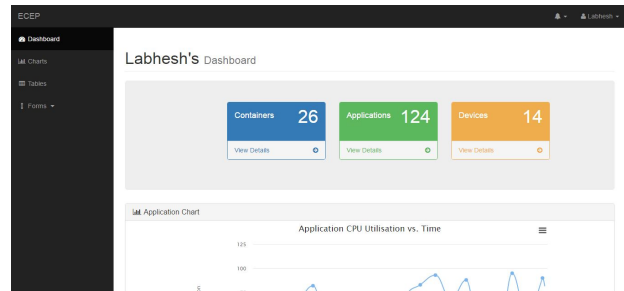 ECEP
Labhesh
Dashboard
Charts
Tables
Forms
Labhesh's Dashboard
Containers 26
View Details
Applications 124
View Details
Devices 14
View Details
Application Chart
Application CPU Utilisation vs. Time
125
100